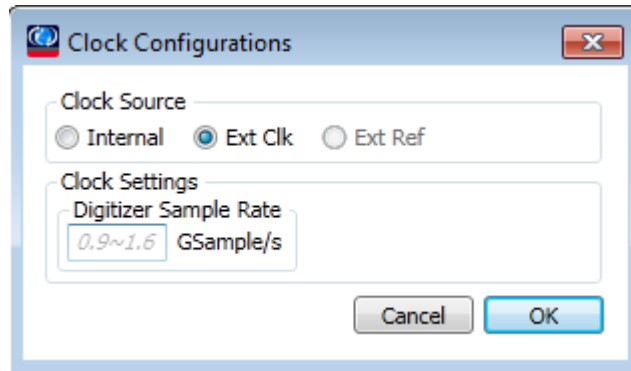 Clock Configurations
Clock Source
Internal Ext Clk Ext Ref
Clock Settings
Digitizer Sample Rate
0.9~1.6 GSample/s
Cancel OK